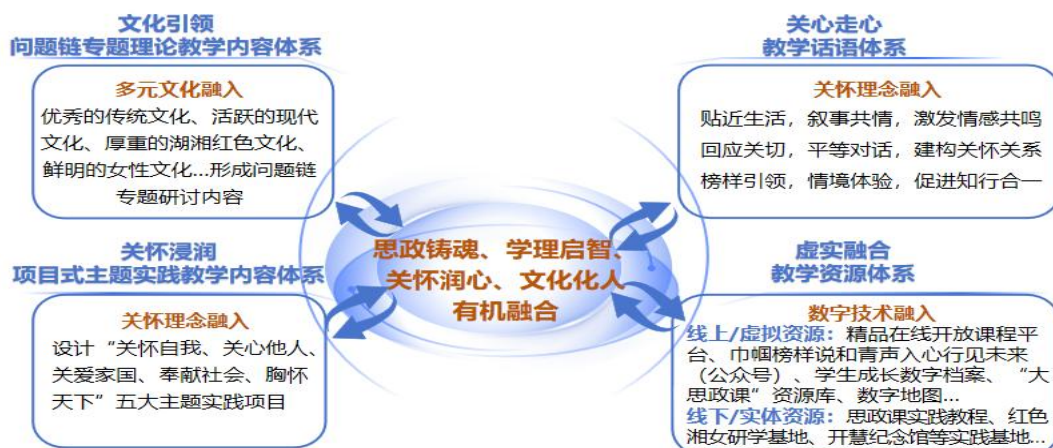 文化引领
问题链专题理论教学内容体系
多元文化融入
优秀的传统文化、活跃的现代
文化、厚重的湖湘红色文化、
鲜明的女性文化...形成问题链
专题研讨内容
关心走心
教学话语体系
关怀理念融入
贴近生活，叙事共情，激发情感共鸣
回应关切，平等对话，建构关怀关系
榜样引领，情境体验，促进知行合一
思政铸魂、学理启智、
关怀润心、文化化人
有机融合
关怀浸润
项目式主题实践教学内容体系
关怀理念融入
设计“关怀自我、关心他人、
关爱家国、奉献社会、胸怀
天下”五大主题实践项目
虚实融合
教学资源体系
数字技术融入
线上/虚拟资源：精品在线开放课程平
台、巾帼榜样说和青声入心行见未来
（公众号）、学生成长数字档案、“大
思政课”资源库、数字地图...
线下/实体资源：思政课实践教程、红色
湘女研学基地、开慧纪念馆等实践基地...